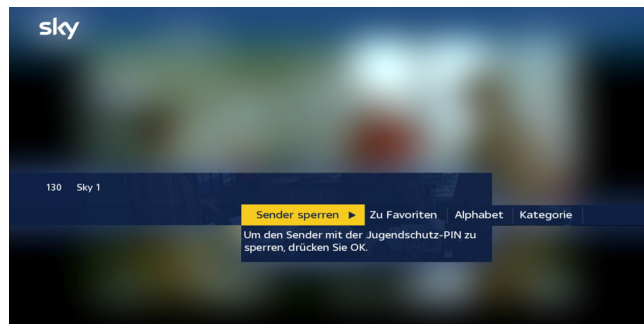 sky
130 Sky 1
Sender sperren ► Zu Favoriten Alphabet Kategorie
Um den Sender mit der Jugendschutz-PIN zu
sperren, drücken Sie OK.